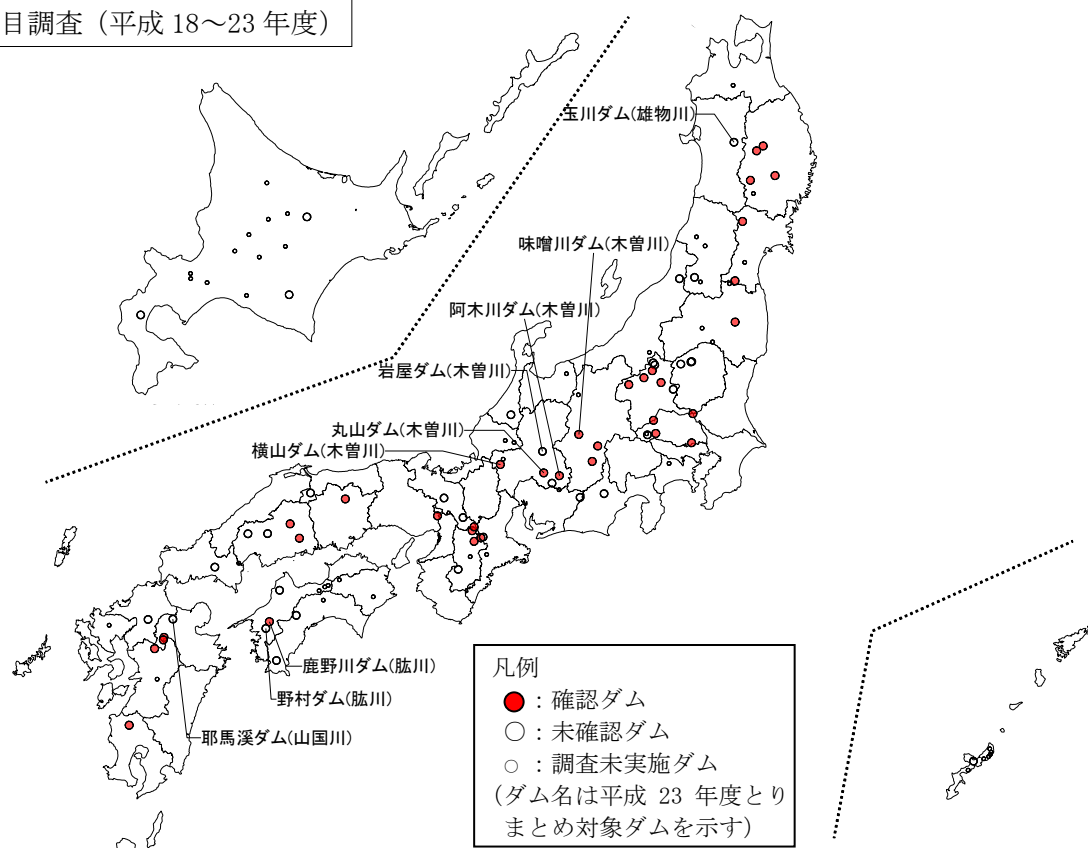 目調査（平成 18～23 年度）
玉川ダム(雄物川)
味噌川ダム(木曽川)
阿木川ダム(木曽川)
岩屋ダム(木曽川)
丸山ダム(木曽川)
横山ダム(木曽川)
鹿野川ダム(肱川)
野村ダム(肱川)
耶馬溪ダム(山国川)
凡例
：確認ダム
：未確認ダム
：調査未実施ダム
(ダム名は平成 23 年度とり
まとめ対象ダムを示す)